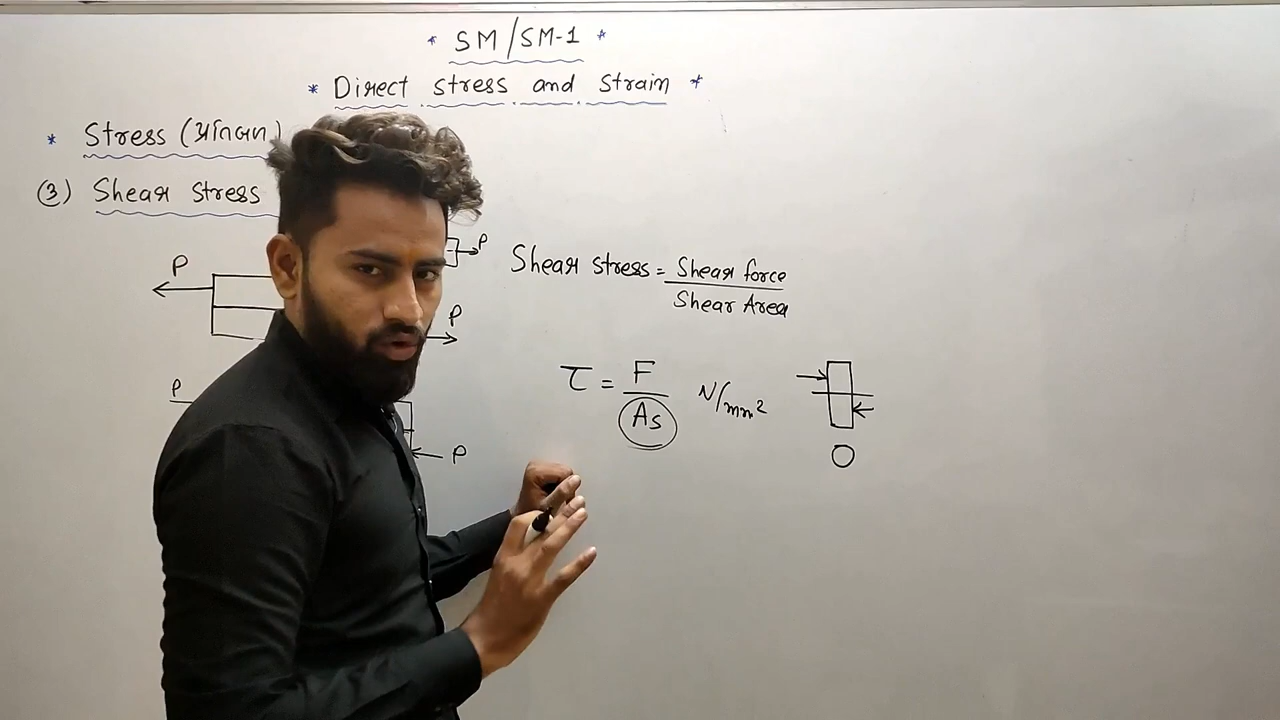 * SM/SM-1 *
* Direct stress and strain *
* Stress (प्रतिबल)
(3) Shear stress
P
P
P
P
P
Shear stress = Shear force
Shear Area
τ = F
As
N/mm²